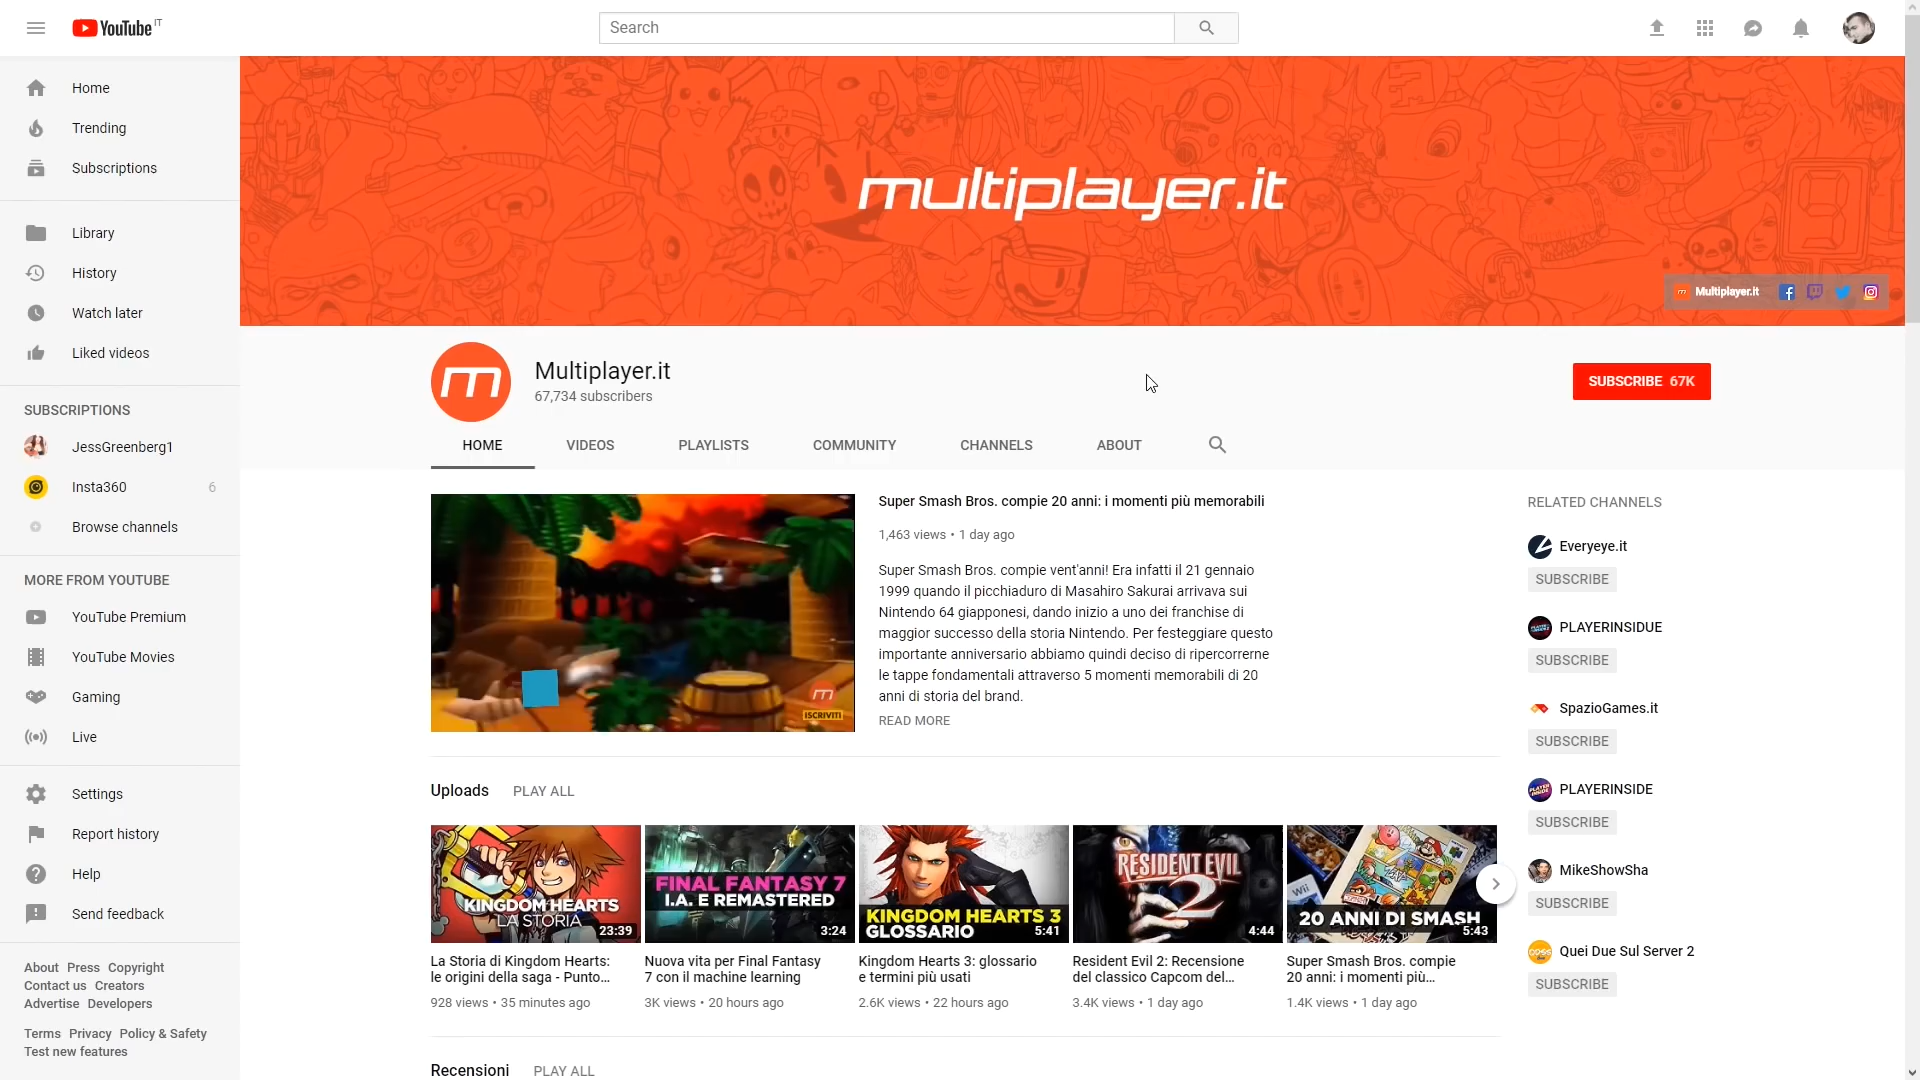 YouTube IT
Search
Home
Trending
Subscriptions
Library
History
Watch later
Liked videos
SUBSCRIPTIONS
JessGreenberg1
Insta360 6
Browse channels
MORE FROM YOUTUBE
YouTube Premium
YouTube Movies
Gaming
Live
Settings
Report history
Help
Send feedback
About Press Copyright
Contact us Creators
Advertise Developers
Terms Privacy Policy & Safety
Test new features
multiplayer.it
Multiplayer.it
Multiplayer.it
67,734 subscribers
SUBSCRIBE 67K
HOME VIDEOS PLAYLISTS COMMUNITY CHANNELS ABOUT
ISCRIVITI
Super Smash Bros. compie 20 anni: i momenti più memorabili
1,463 views • 1 day ago
Super Smash Bros. compie vent'anni! Era infatti il 21 gennaio
1999 quando il picchiaduro di Masahiro Sakurai arrivava sui
Nintendo 64 giapponesi, dando inizio a uno dei franchise di
maggior successo della storia Nintendo. Per festeggiare questo
importante anniversario abbiamo quindi deciso di ripercorrerne
le tappe fondamentali attraverso 5 momenti memorabili di 20
anni di storia del brand.
READ MORE
Uploads PLAY ALL
KINGDOM HEARTS
LA STORIA
23:39
La Storia di Kingdom Hearts:
le origini della saga - Punto...
928 views • 35 minutes ago
FINAL FANTASY 7
I.A. E REMASTERED
3:24
Nuova vita per Final Fantasy
7 con il machine learning
3K views • 20 hours ago
KINGDOM HEARTS 3
GLOSSARIO
5:41
Kingdom Hearts 3: glossario
e termini più usati
2.6K views • 22 hours ago
RESIDENT EVIL
2
4:44
Resident Evil 2: Recensione
del classico Capcom del...
3.4K views • 1 day ago
Wii
20 ANNI DI SMASH
5:43
Super Smash Bros. compie
20 anni: i momenti più...
1.4K views • 1 day ago
Recensioni PLAY ALL
RELATED CHANNELS
Everyeye.it
SUBSCRIBE
PLAYERINSIDUE
SUBSCRIBE
SpazioGames.it
SUBSCRIBE
PLAYERINSIDE
SUBSCRIBE
MikeShowSha
SUBSCRIBE
Quei Due Sul Server 2
SUBSCRIBE